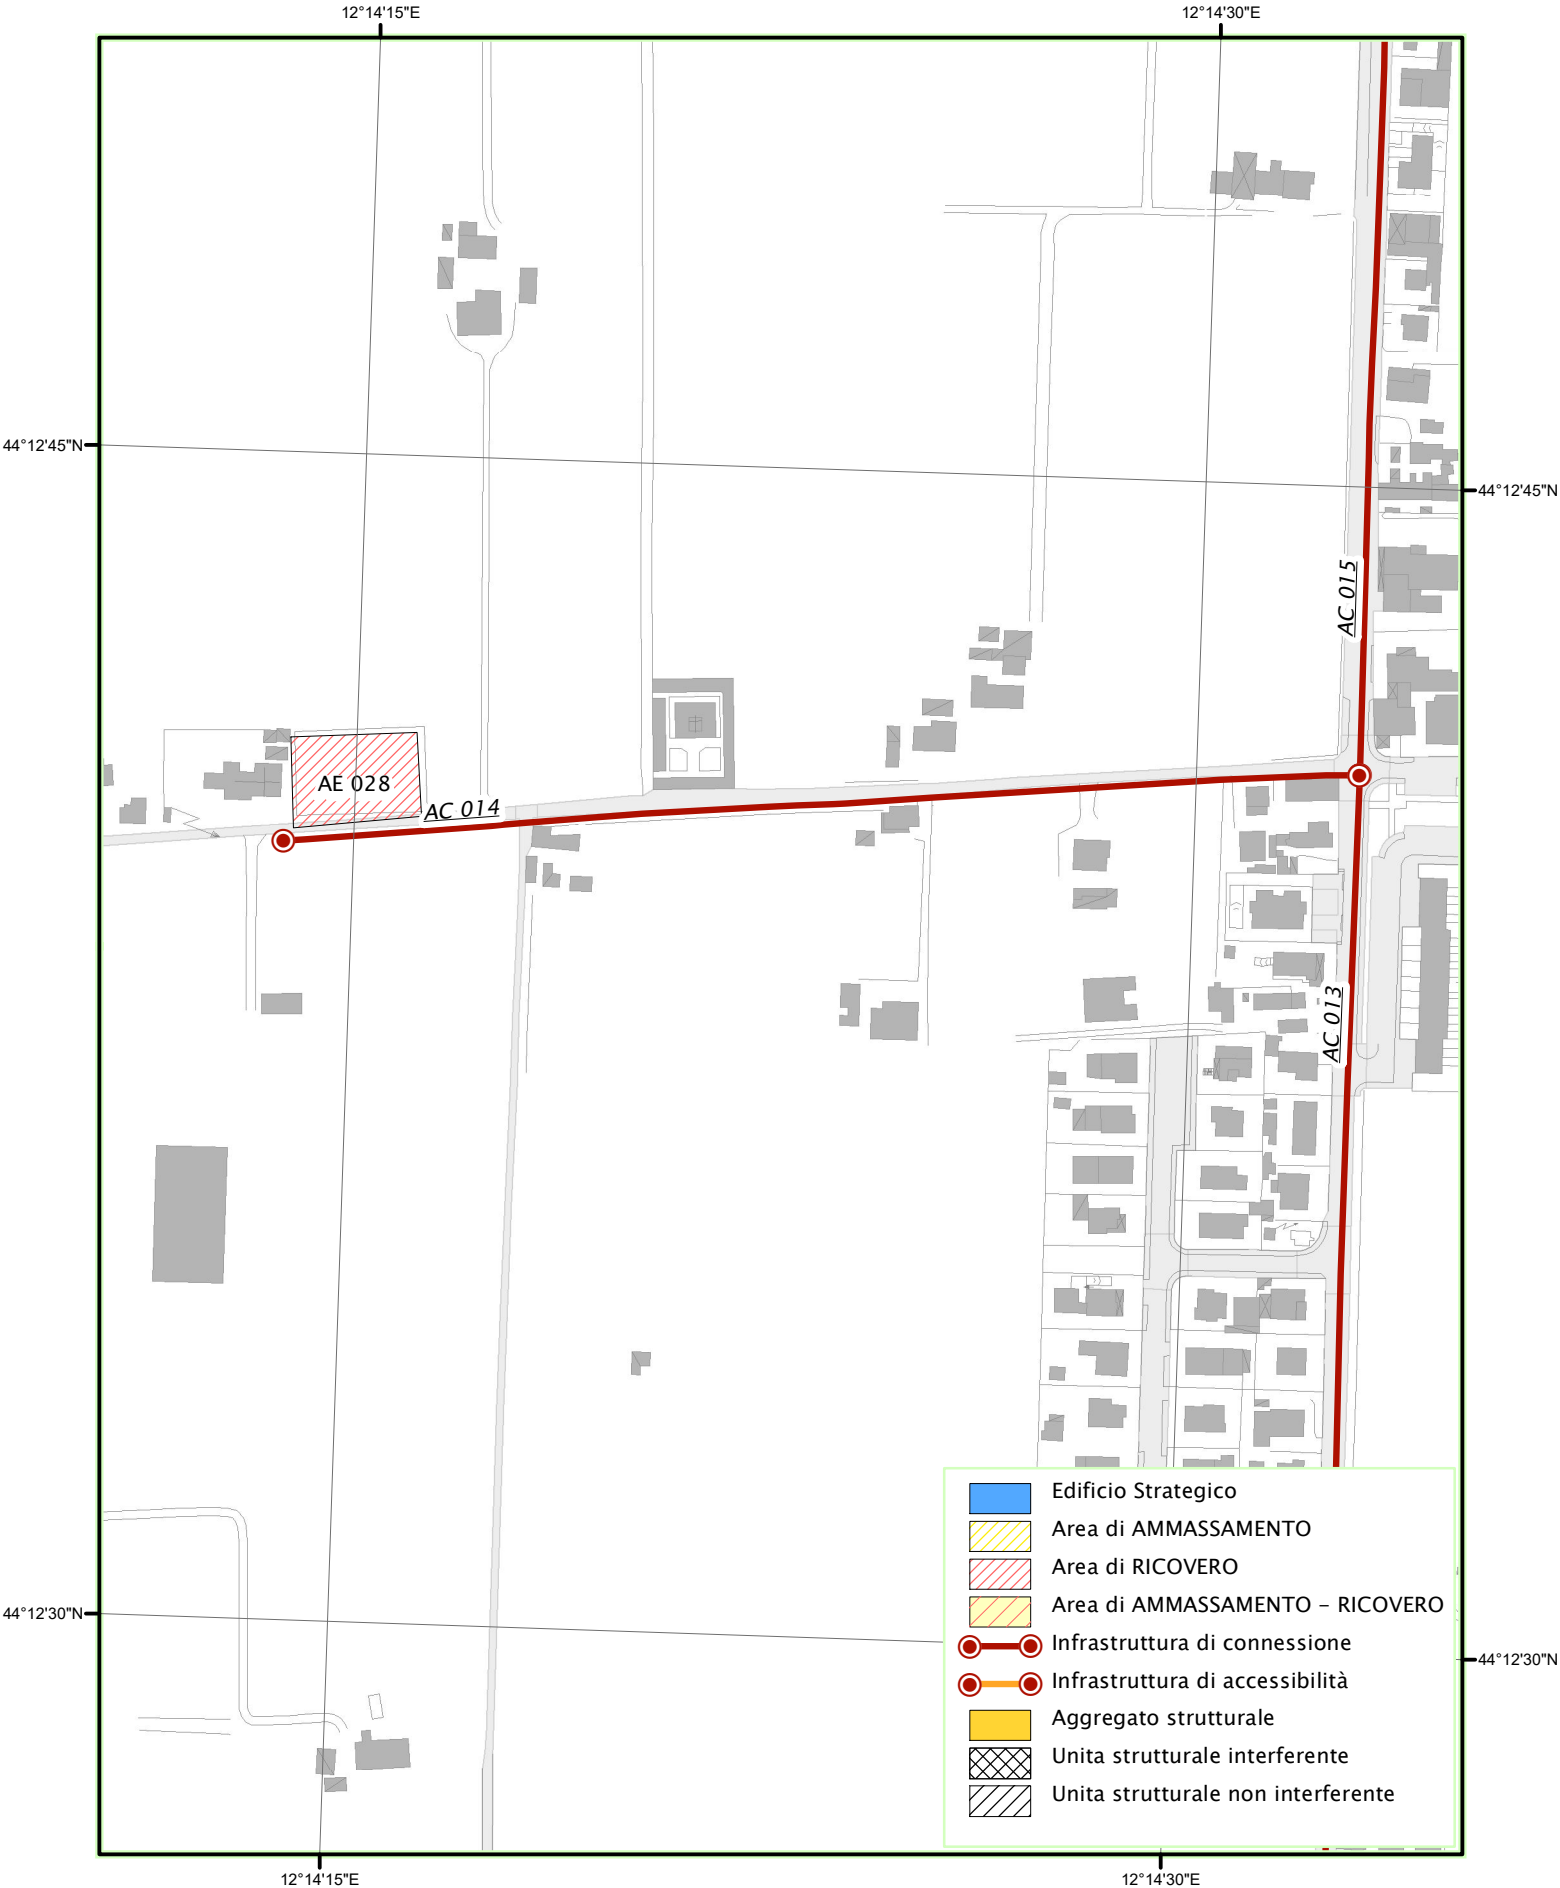 12°14'15"E
12°14'30"E
44°12'45"N
44°12'45"N
AC 015
AE 028
AC 014
AC 013
Edificio Strategico
Area di AMMASSAMENTO
Area di RICOVERO
Area di AMMASSAMENTO – RICOVERO
Infrastruttura di connessione
Infrastruttura di accessibilità
Aggregato strutturale
Unita strutturale interferente
Unita strutturale non interferente
44°12'30"N
44°12'30"N
12°14'15"E
12°14'30"E